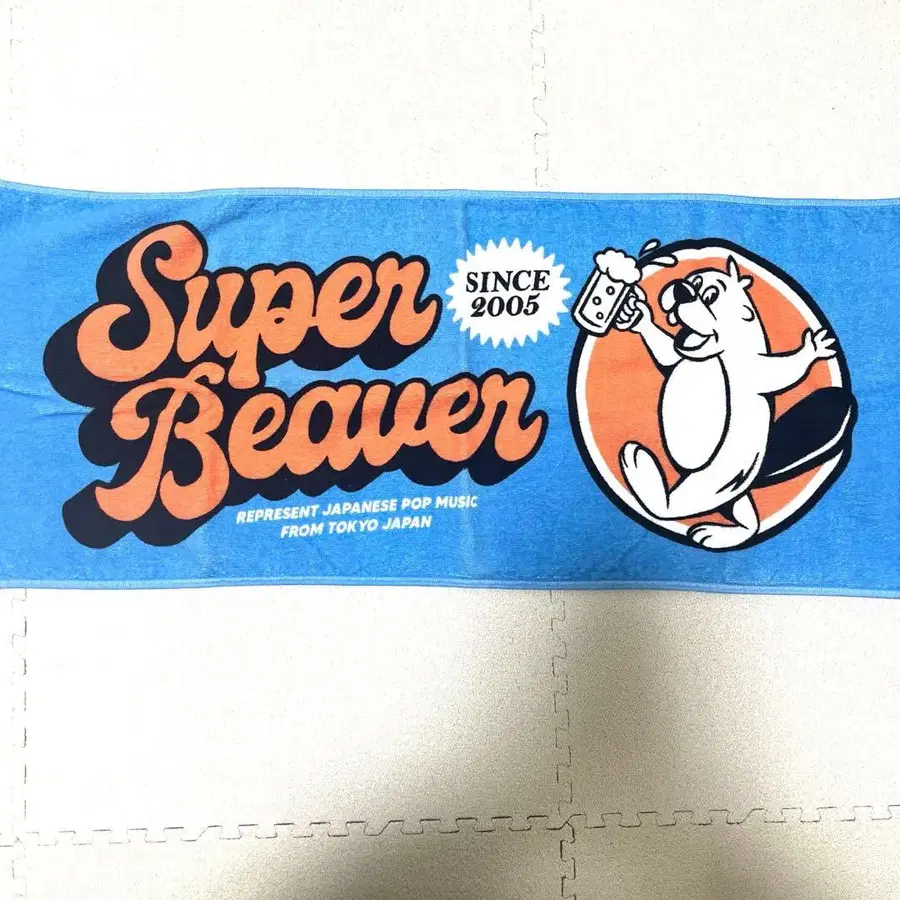 Super
Beaver
SINCE
2005
REPRESENT JAPANESE POP MUSIC
FROM TOKYO JAPAN